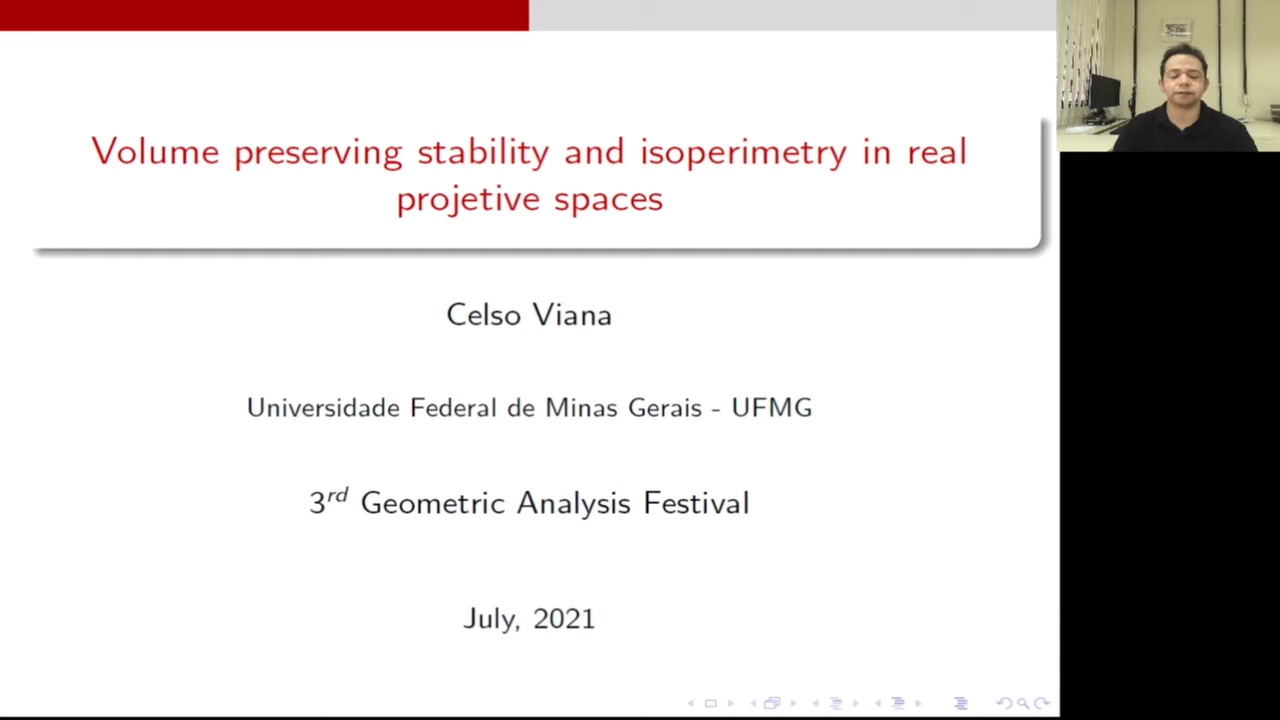 Volume preserving stability and isoperimetry in real
projetive spaces
Celso Viana
Universidade Federal de Minas Gerais - UFMG
3rd Geometric Analysis Festival
July, 2021